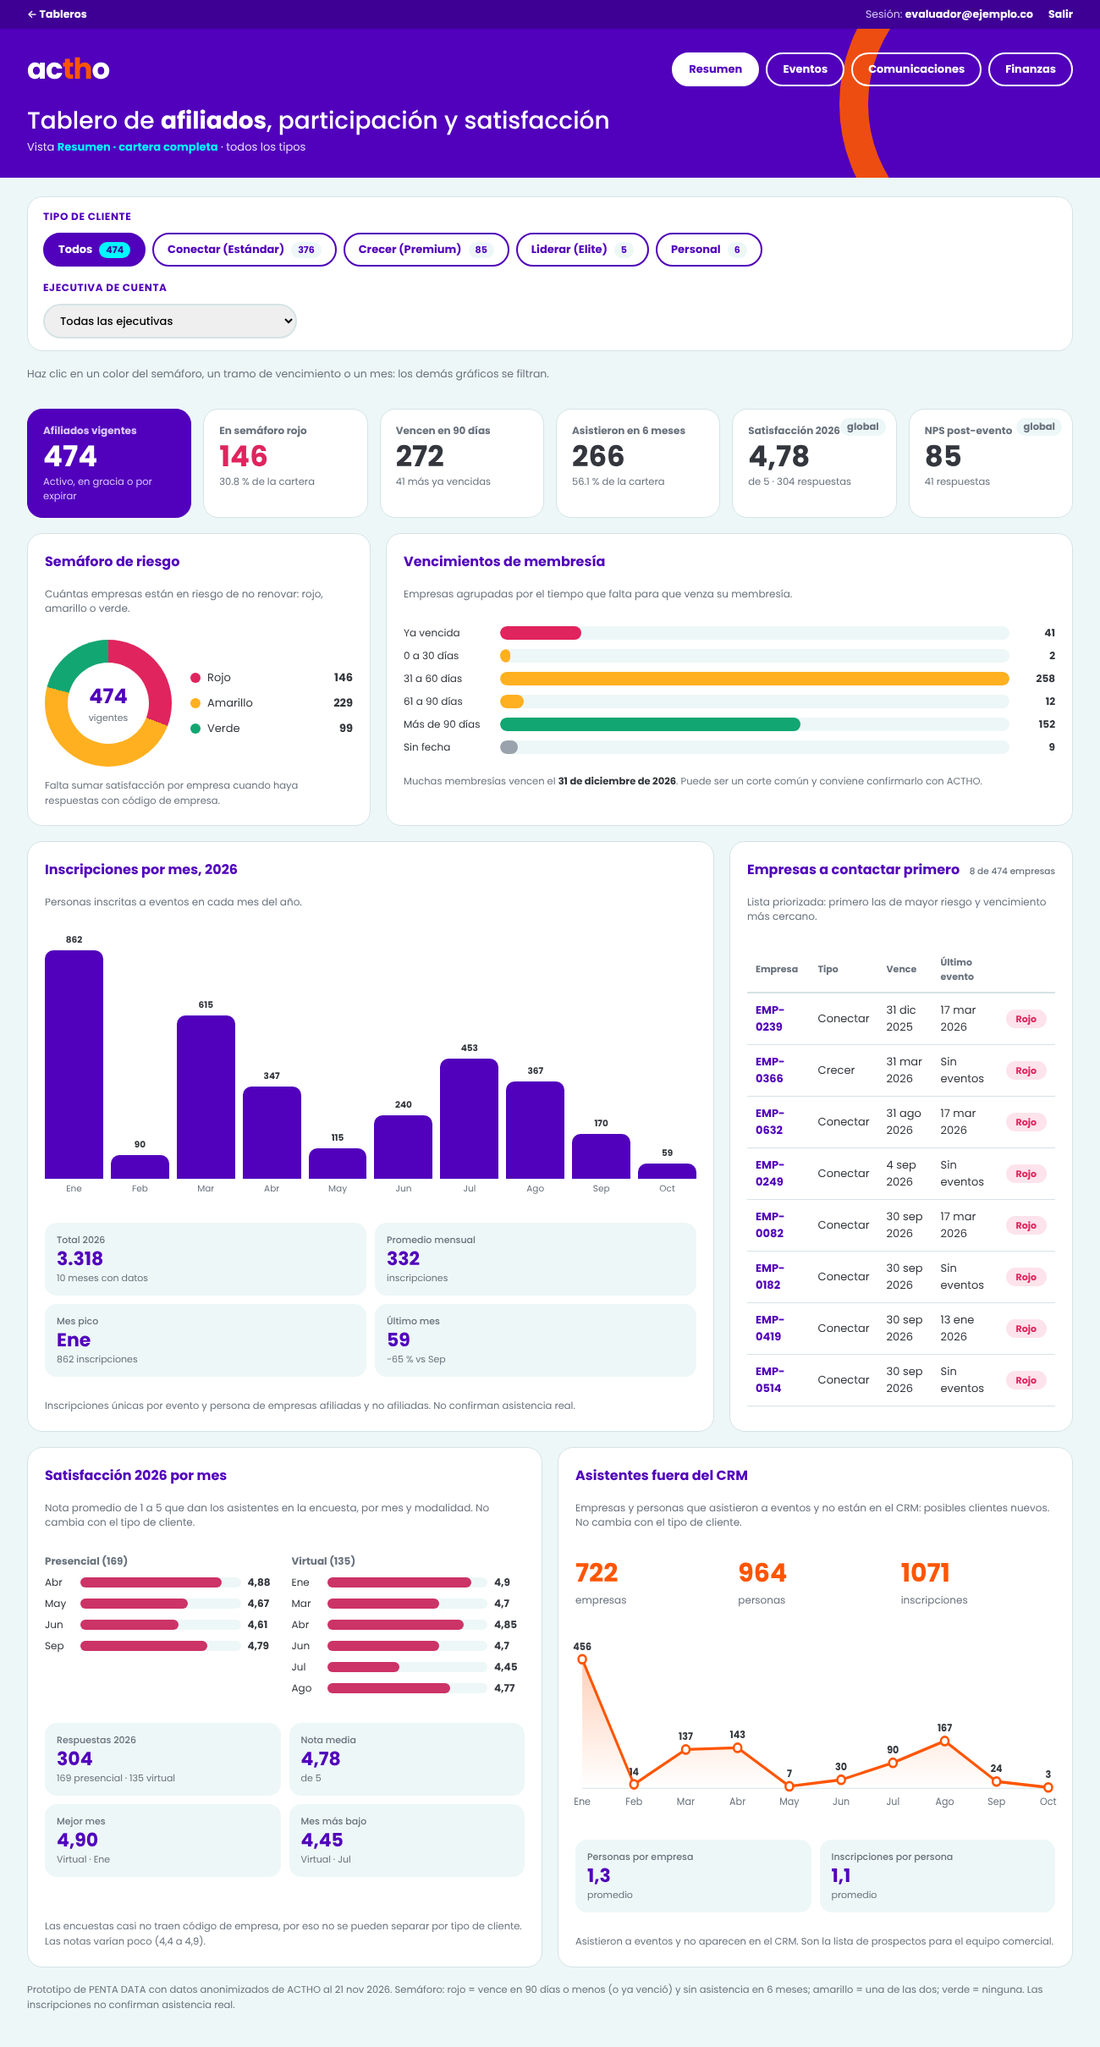 ← Tableros
Sesión: evaluador@ejemplo.co Salir
actho
Resumen Eventos Comunicaciones Finanzas
Tablero de afiliados, participación y satisfacción
Vista Resumen · cartera completa · todos los tipos
TIPO DE CLIENTE
Todos 474 Conectar (Estándar) 376 Crecer (Premium) 85 Liderar (Elite) 5 Personal 6
EJECUTIVA DE CUENTA
Todas las ejecutivas
Haz clic en un color del semáforo, un tramo de vencimiento o un mes: los demás gráficos se filtran.
Afiliados vigentes
474
Activo, en gracia o por
expirar
En semáforo rojo
146
30.8 % de la cartera
Vencen en 90 días
272
41 más ya vencidas
Asistieron en 6 meses
266
56.1 % de la cartera
Satisfacción 2026 global
4,78
de 5 · 304 respuestas
NPS post-evento global
85
41 respuestas
Semáforo de riesgo
Cuántas empresas están en riesgo de no renovar: rojo,
amarillo o verde.
474
vigentes
Rojo 146
Amarillo 229
Verde 99
Falta sumar satisfacción por empresa cuando haya
respuestas con código de empresa.
Vencimientos de membresía
Empresas agrupadas por el tiempo que falta para que venza su membresía.
Ya vencida 41
0 a 30 días 2
31 a 60 días 258
61 a 90 días 12
Más de 90 días 152
Sin fecha 9
Muchas membresías vencen el 31 de diciembre de 2026. Puede ser un corte común y conviene confirmarlo con ACTHO.
Inscripciones por mes, 2026
Personas inscritas a eventos en cada mes del año.
862
90
615
347
115
240
453
367
170
59
Ene Feb Mar Abr May Jun Jul Ago Sep Oct
Total 2026
3.318
10 meses con datos
Promedio mensual
332
inscripciones
Mes pico
Ene
862 inscripciones
Último mes
59
-65 % vs Sep
Inscripciones únicas por evento y persona de empresas afiliadas y no afiliadas. No confirman asistencia real.
Empresas a contactar primero 8 de 474 empresas
Lista priorizada: primero las de mayor riesgo y vencimiento
más cercano.
Empresa Tipo Vence Último
evento
EMP- Conectar 31 dic 17 mar Rojo
0239 2025 2026
EMP- Crecer 31 mar Sin Rojo
0366 2026 eventos
EMP- Conectar 31 ago 17 mar Rojo
0632 2026 2026
EMP- Conectar 4 sep Sin Rojo
0249 2026 eventos
EMP- Conectar 30 sep 17 mar Rojo
0082 2026 2026
EMP- Conectar 30 sep Sin Rojo
0182 2026 eventos
EMP- Conectar 30 sep 13 ene Rojo
0419 2026 2026
EMP- Conectar 30 sep Sin Rojo
0514 2026 eventos
Satisfacción 2026 por mes
Nota promedio de 1 a 5 que dan los asistentes en la encuesta, por mes y modalidad. No
cambia con el tipo de cliente.
Presencial (169)
Abr 4,88
May 4,67
Jun 4,61
Sep 4,79
Virtual (135)
Ene 4,9
Mar 4,7
Abr 4,85
Jun 4,7
Jul 4,45
Ago 4,77
Respuestas 2026
304
169 presencial · 135 virtual
Nota media
4,78
de 5
Mejor mes
4,90
Virtual · Ene
Mes más bajo
4,45
Virtual · Jul
Las encuestas casi no traen código de empresa, por eso no se pueden separar por tipo de cliente.
Las notas varían poco (4,4 a 4,9).
Asistentes fuera del CRM
Empresas y personas que asistieron a eventos y no están en el CRM: posibles clientes nuevos.
No cambia con el tipo de cliente.
722
empresas
964
personas
1071
inscripciones
456
14
137
143
7
30
90
167
24
3
Ene Feb Mar Abr May Jun Jul Ago Sep Oct
Personas por empresa
1,3
promedio
Inscripciones por persona
1,1
promedio
Asistieron a eventos y no aparecen en el CRM. Son la lista de prospectos para el equipo comercial.
Prototipo de PENTA DATA con datos anonimizados de ACTHO al 21 nov 2026. Semáforo: rojo = vence en 90 días o menos (o ya venció) y sin asistencia en 6 meses; amarillo = una de las dos; verde = ninguna. Las
inscripciones no confirman asistencia real.